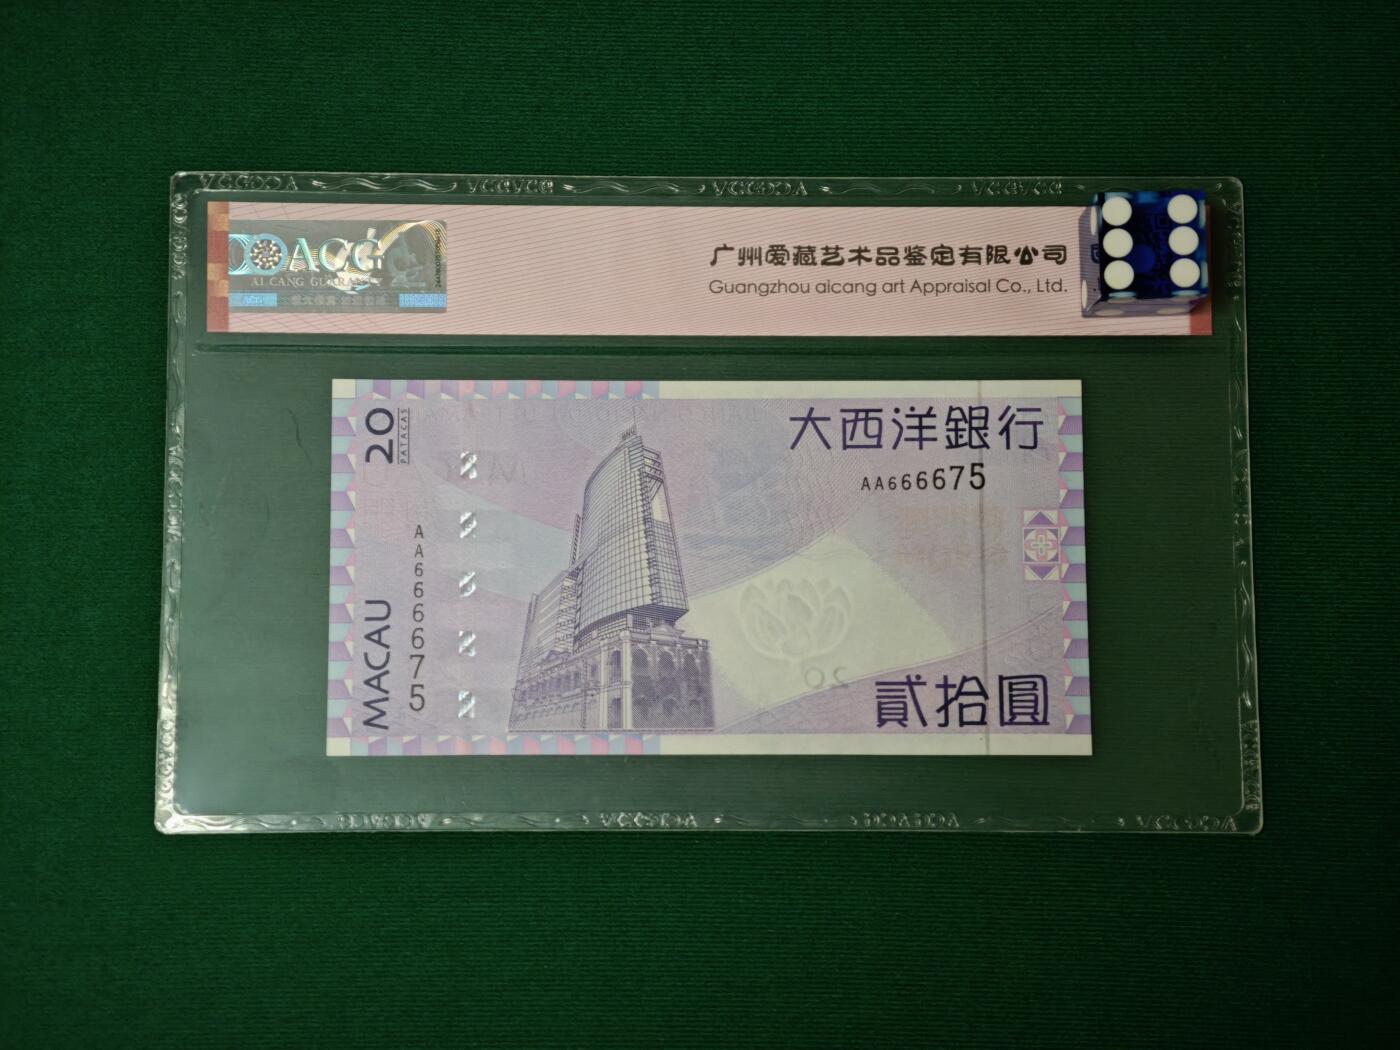 ACG
AI CANG GUARANTY
ACG
广州爱藏艺术品鉴定有限公司
Guangzhou aicang art Appraisal Co., Ltd.
20
PATACAS
大西洋銀行
AA666675
AA666675
MACAU
20
貳拾圓